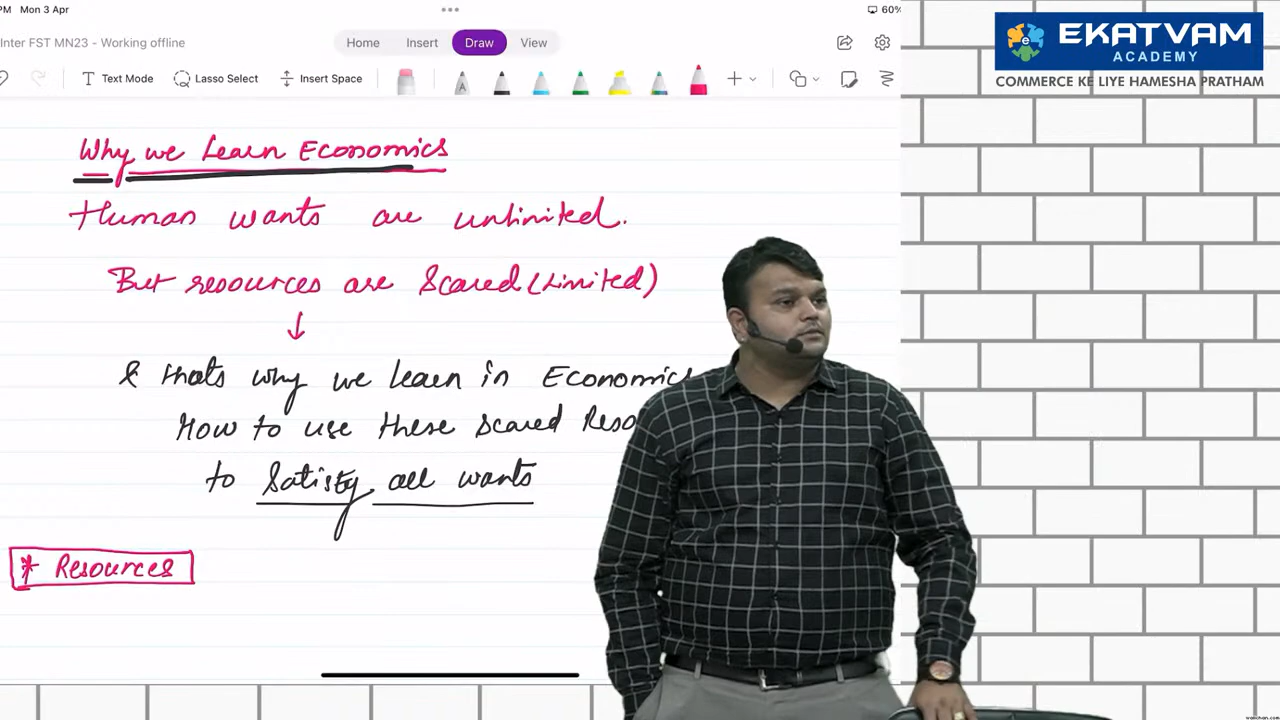 PM Mon 3 Apr
60%
Inter FST MN23 - Working offline
Home Insert Draw View
Text Mode Lasso Select Insert Space
EKATVAM
ACADEMY
COMMERCE KE LIYE HAMESHA PRATHAM
Why we Learn Economics
Human wants are unlimited.
But resources are Scared (Limited)
↓
& thats why we learn in Economics
How to use these scared Reso
to Satisfy all wants
* Resources